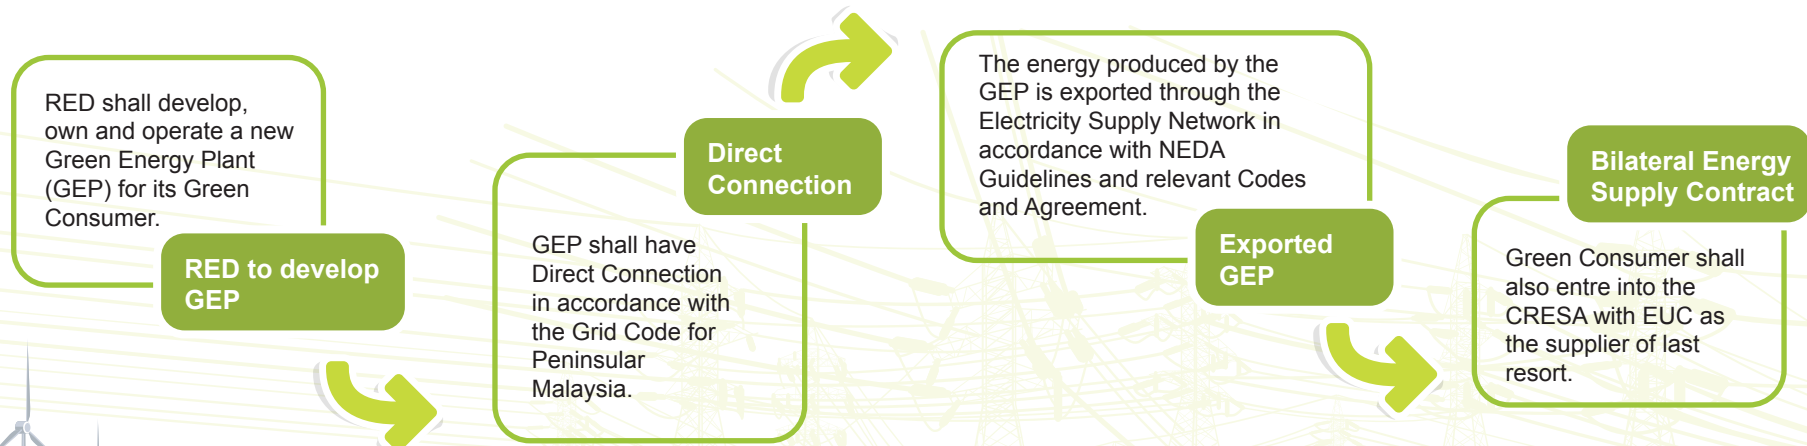 RED shall develop,
own and operate a new
Green Energy Plant
(GEP) for its Green
Consumer.
RED to develop
GEP
Direct
Connection
GEP shall have
Direct Connection
in accordance with
the Grid Code for
Peninsular
Malaysia.
The energy produced by the
GEP is exported through the
Electricity Supply Network in
accordance with NEDA
Guidelines and relevant Codes
and Agreement.
Exported
GEP
Bilateral Energy
Supply Contract
Green Consumer shall
also entre into the
CRESA with EUC as
the supplier of last
resort.